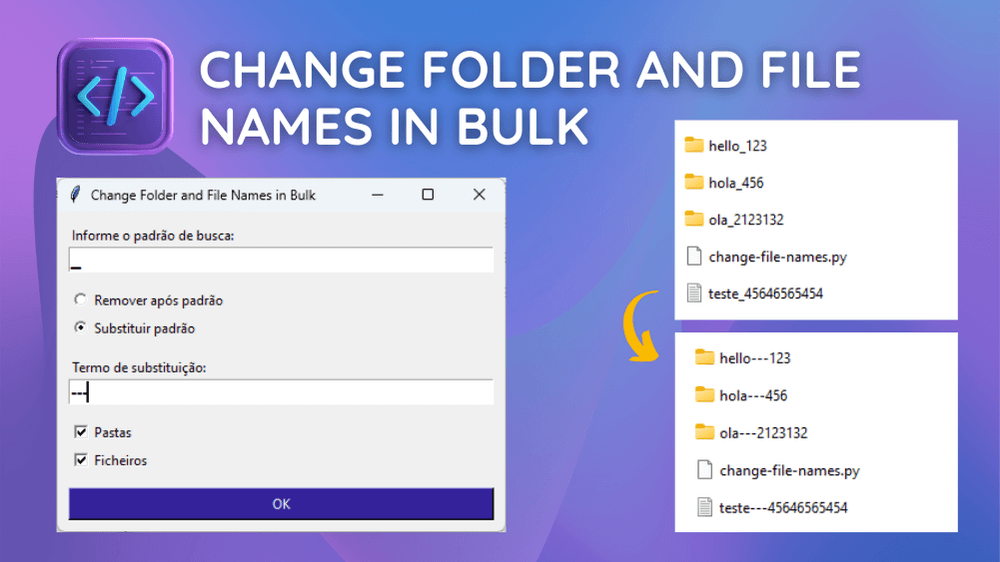 </>
CHANGE FOLDER AND FILE
NAMES IN BULK
Change Folder and File Names in Bulk
Informe o padrão de busca:
_
Remover após padrão
Substituir padrão
Termo de substituição:
---
Pastas
Ficheiros
OK
hello_123
hola_456
ola_2123132
change-file-names.py
teste_45646565454
hello---123
hola---456
ola---2123132
change-file-names.py
teste---45646565454